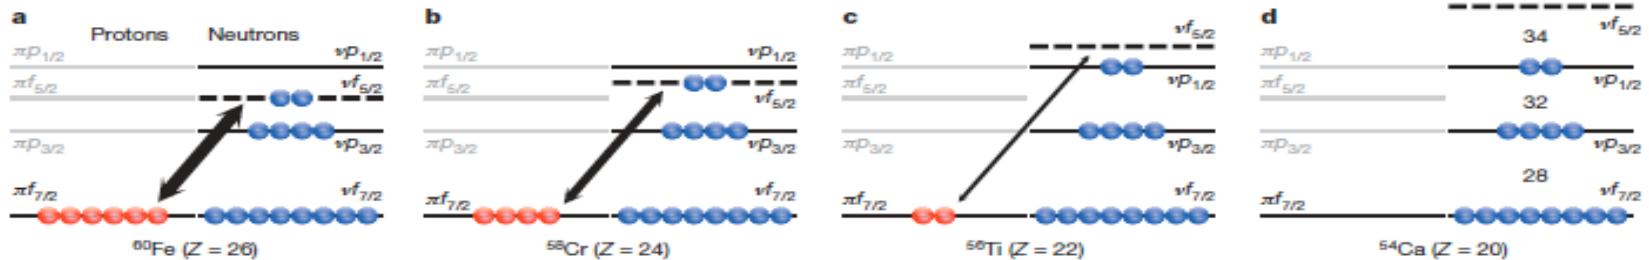 a
Protons Neutrons
πp1/2 νp1/2
πf5/2 νf5/2
πp3/2 νp3/2
πf7/2 νf7/2
60Fe (Z = 26)
b
πp1/2 νp1/2
πf5/2 νf5/2
πp3/2 νp3/2
πf7/2 νf7/2
58Cr (Z = 24)
c
νf5/2
πp1/2 νp1/2
πf5/2
πp3/2 νp3/2
πf7/2 νf7/2
56Ti (Z = 22)
d
νf5/2
34
πp1/2 νp1/2
πf5/2
32
πp3/2 νp3/2
28
πf7/2 νf7/2
54Ca (Z = 20)